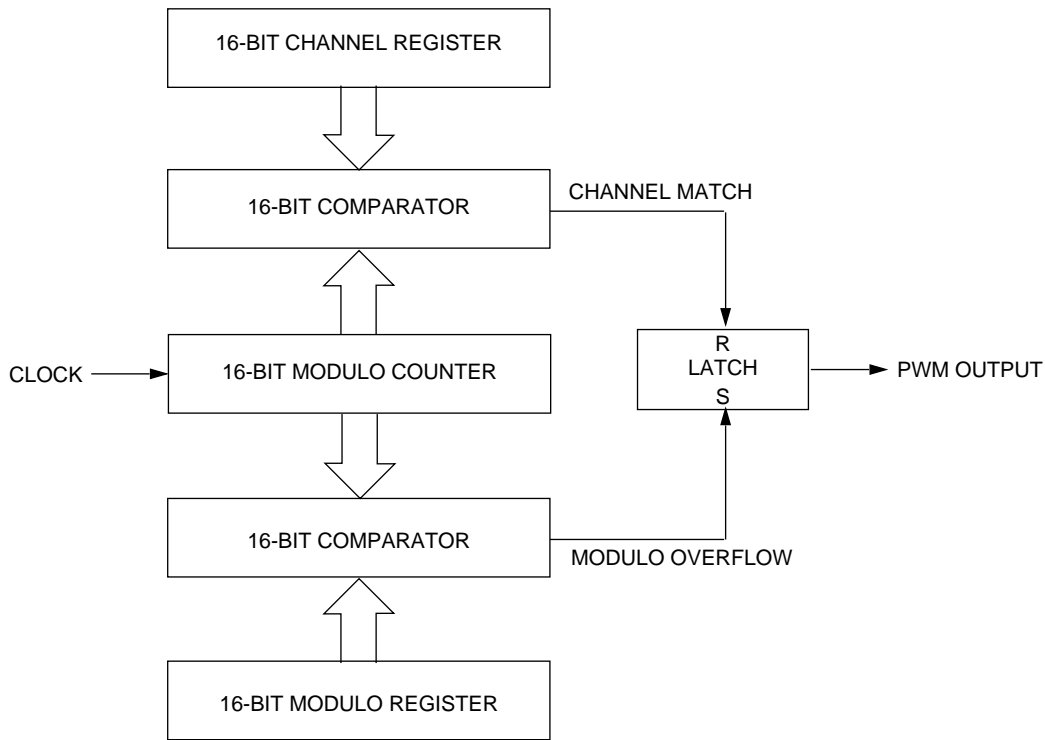 16-BIT CHANNEL REGISTER
16-BIT COMPARATOR
CHANNEL MATCH
CLOCK
16-BIT MODULO COUNTER
R
LATCH
S
PWM OUTPUT
16-BIT COMPARATOR
MODULO OVERFLOW
16-BIT MODULO REGISTER